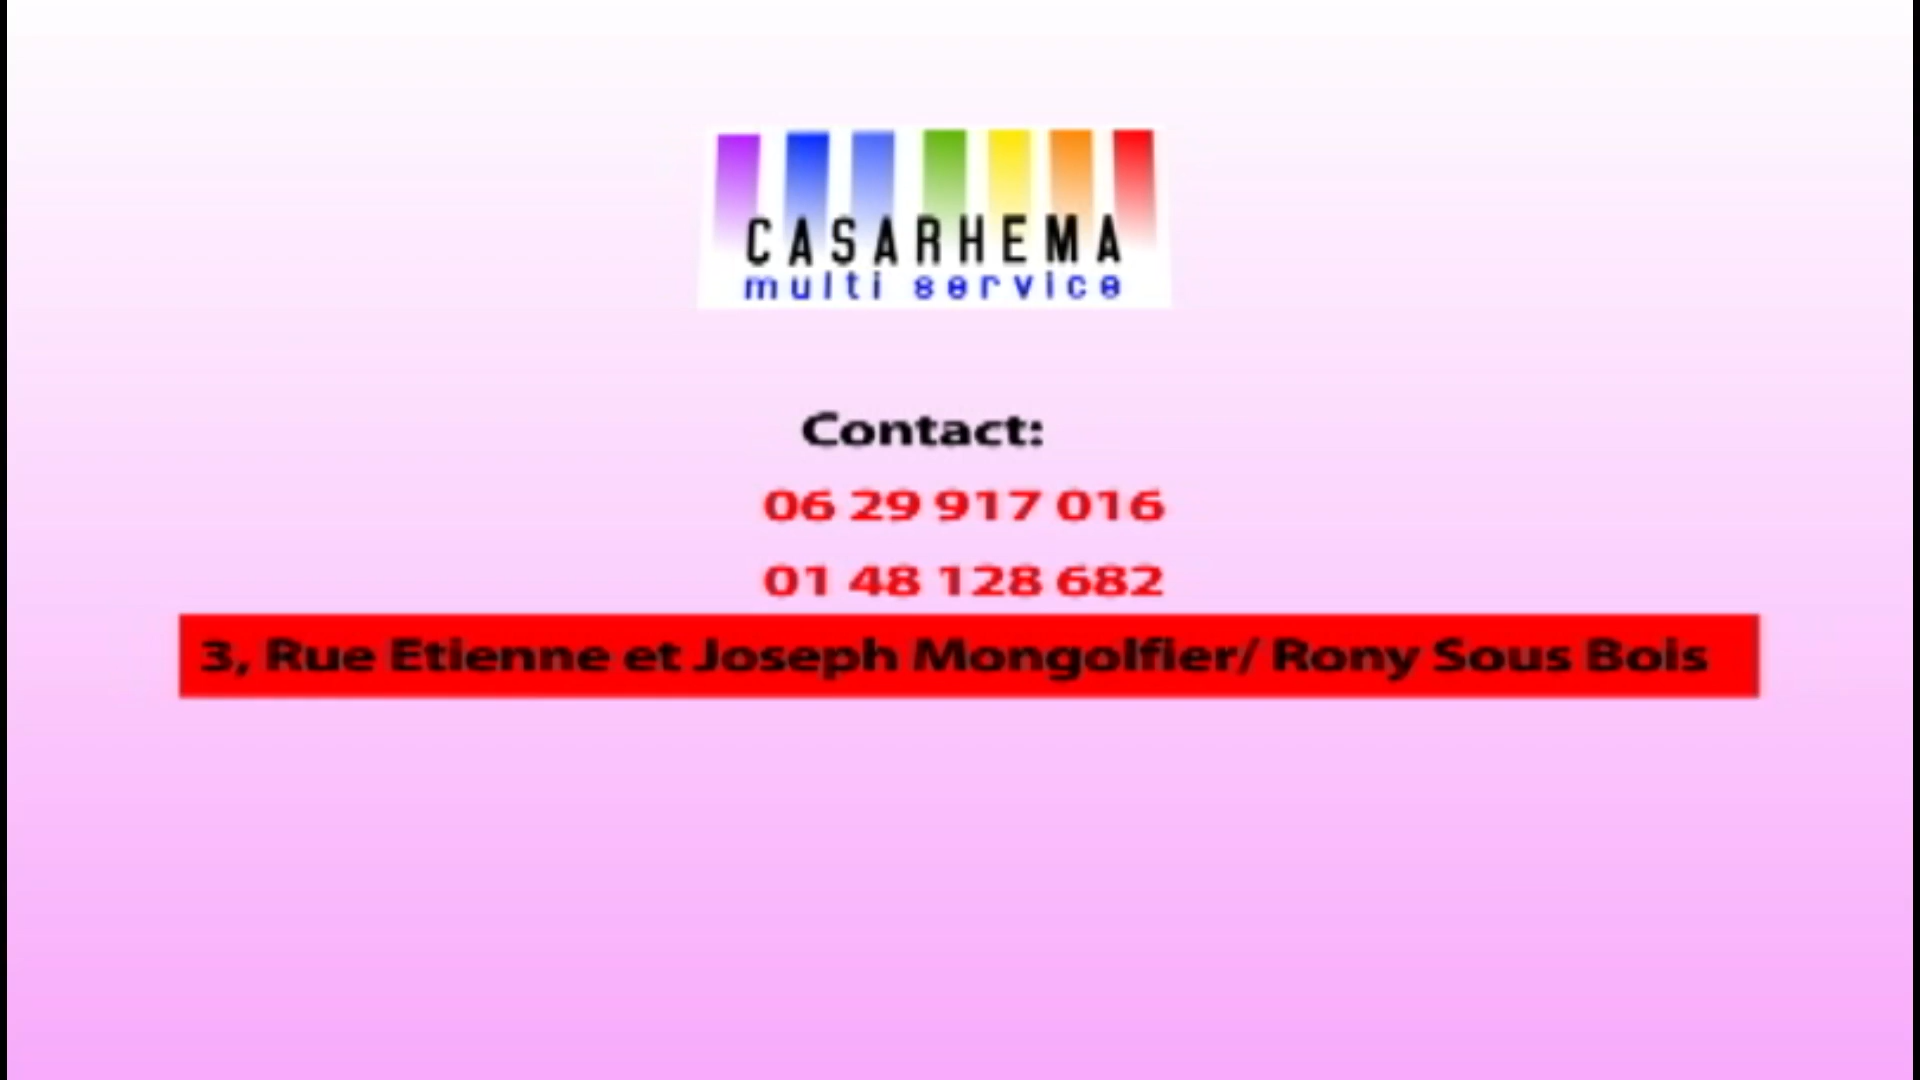 CASARHEMA
multi service
Contact:
06 29 917 016
01 48 128 682
3, Rue Etienne et Joseph Mongolfier/ Rony Sous Bois